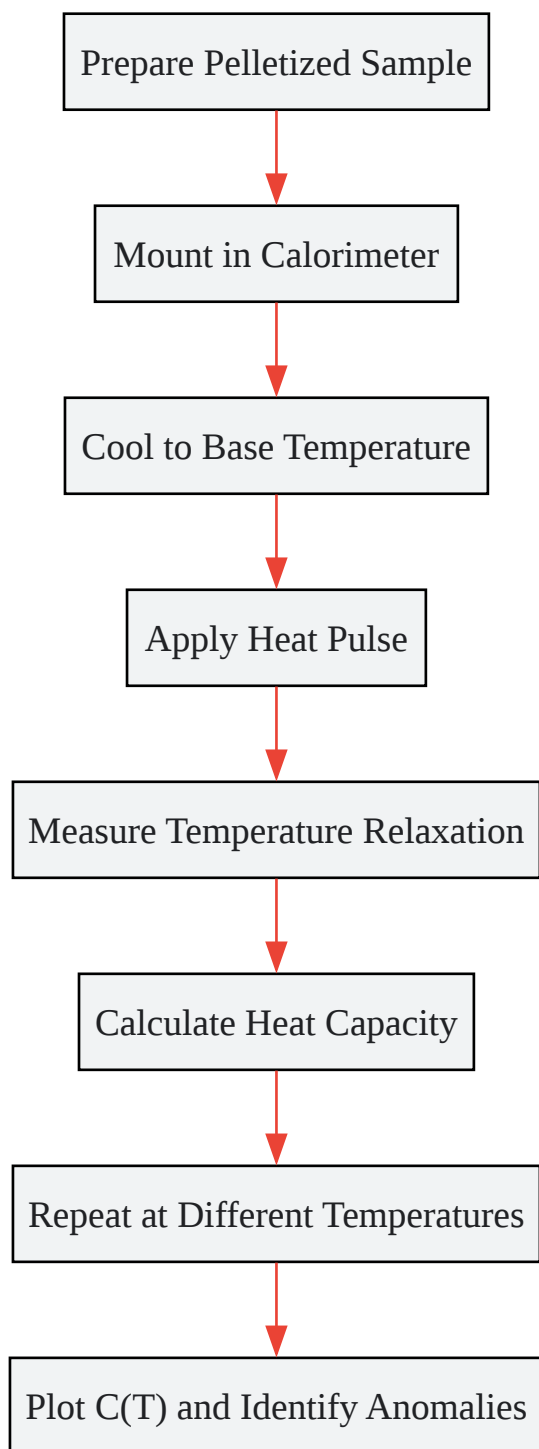 Prepare Pelletized Sample
Mount in Calorimeter
Cool to Base Temperature
Apply Heat Pulse
Measure Temperature Relaxation
Calculate Heat Capacity
Repeat at Different Temperatures
Plot C(T) and Identify Anomalies